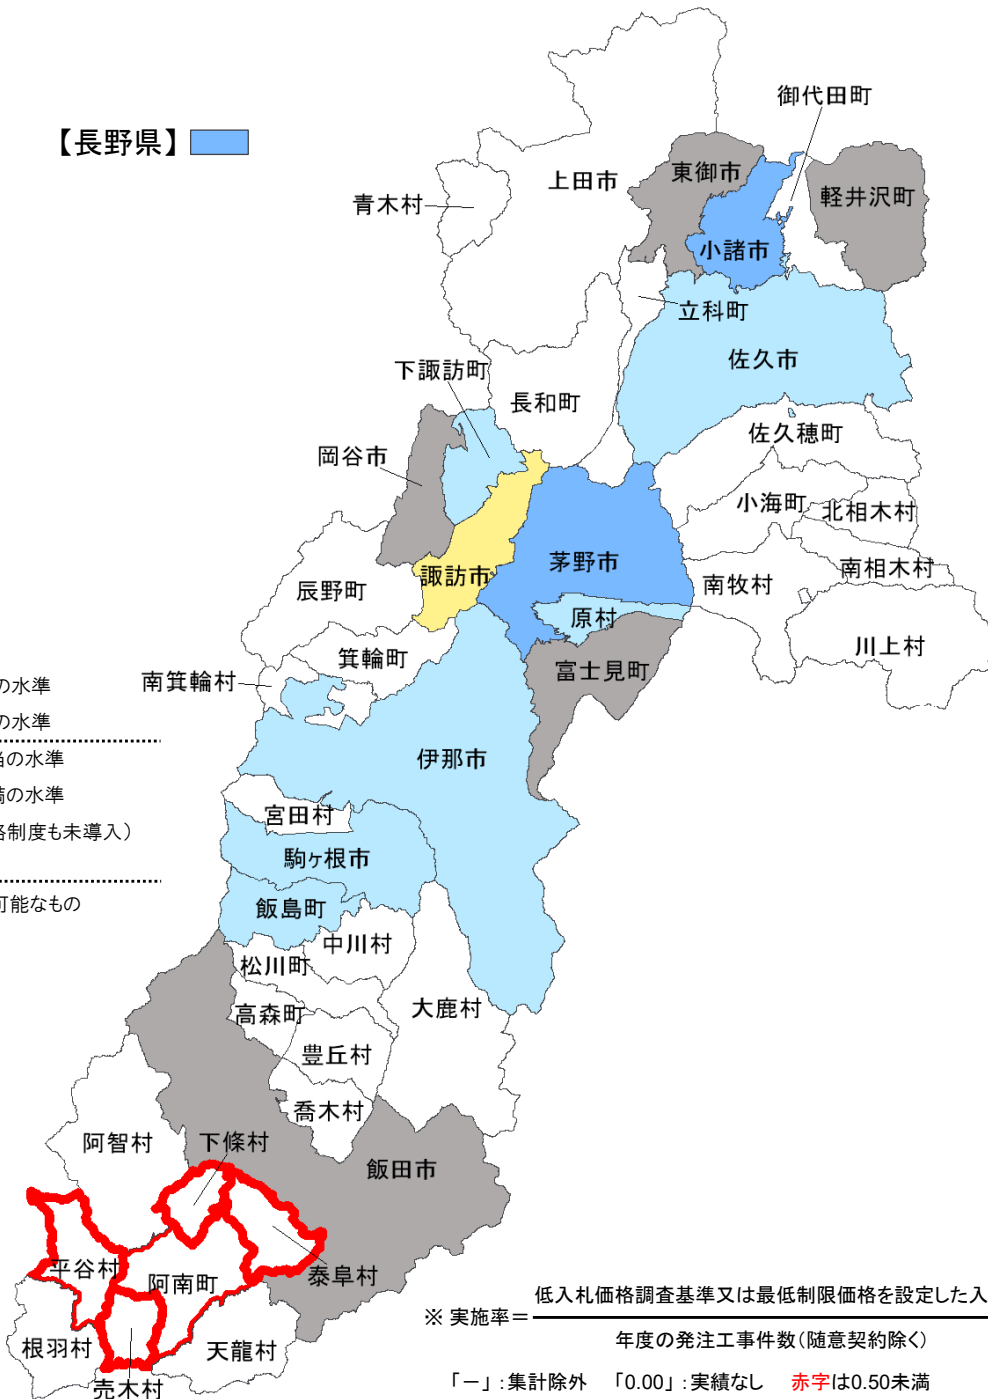 御代田町
【長野県】
東御市
上田市
軽井沢町
青木村
小諸市
立科町
佐久市
下諏訪町
長和町
佐久穂町
岡谷市
小海町
北相木村
茅野市
南相木村
諏訪市
南牧村
辰野町
原村
川上村
箕輪町
富士見町
南箕輪村
の水準
の水準
伊那市
当の水準
満の水準
宮田村
格制度も未導入）
駒ヶ根市
可能なもの
飯島町
中川村
松川町
大鹿村
高森町
豊丘村
喬木村
阿智村
下條村
飯田市
平谷村
阿南町
泰阜村
低入札価格調査基準又は最低制限価格を設定した入
※ 実施率＝
年度の発注工事件数（随意契約除く）
根羽村
天龍村
売木村
「－」：集計除外　「0.00」：実績なし　赤字は0.50未満